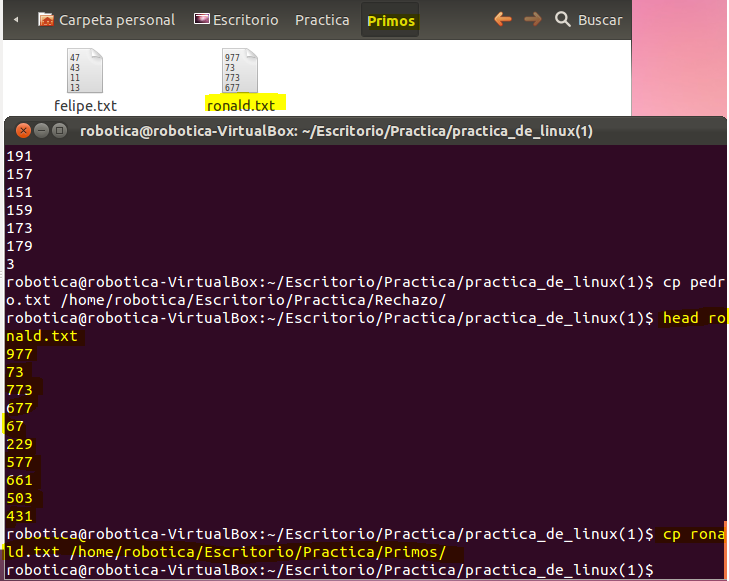 Carpeta personal Escritorio Practica Primos Buscar
47
43
11
13
felipe.txt
977
73
773
677
ronald.txt
robotica@robotica-VirtualBox: ~/Escritorio/Practica/practica_de_linux(1)
191
157
151
159
173
179
3
robotica@robotica-VirtualBox:~/Escritorio/Practica/practica_de_linux(1)$ cp pedr
o.txt /home/robotica/Escritorio/Practica/Rechazo/
robotica@robotica-VirtualBox:~/Escritorio/Practica/practica_de_linux(1)$ head ro
nald.txt
977
73
773
677
67
229
577
661
503
431
robotica@robotica-VirtualBox:~/Escritorio/Practica/practica_de_linux(1)$ cp rona
ld.txt /home/robotica/Escritorio/Practica/Primos/
robotica@robotica-VirtualBox:~/Escritorio/Practica/practica_de_linux(1)$